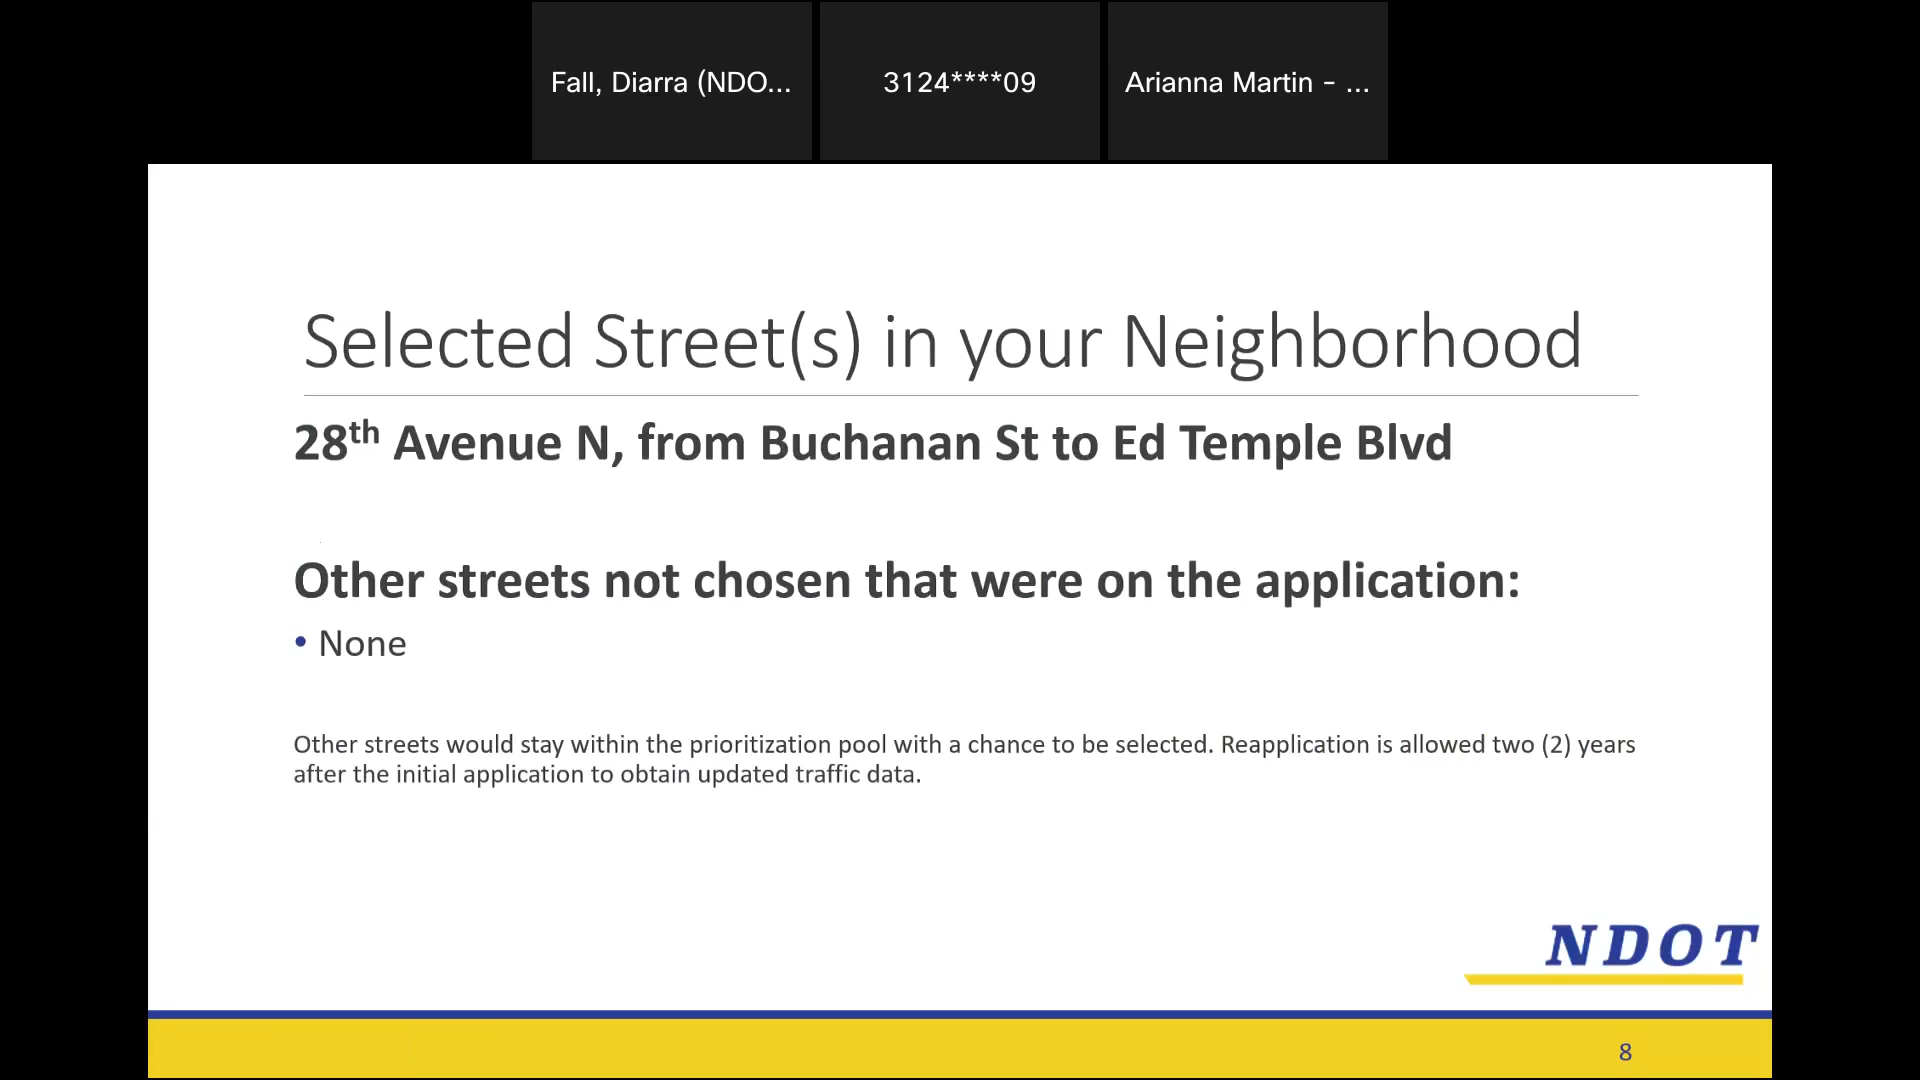 Fall, Diarra (NDO...
3124****09
Arianna Martin - ...
Selected Street(s) in your Neighborhood
28th Avenue N, from Buchanan St to Ed Temple Blvd
Other streets not chosen that were on the application:
• None
Other streets would stay within the prioritization pool with a chance to be selected. Reapplication is allowed two (2) years
after the initial application to obtain updated traffic data.
NDOT
8